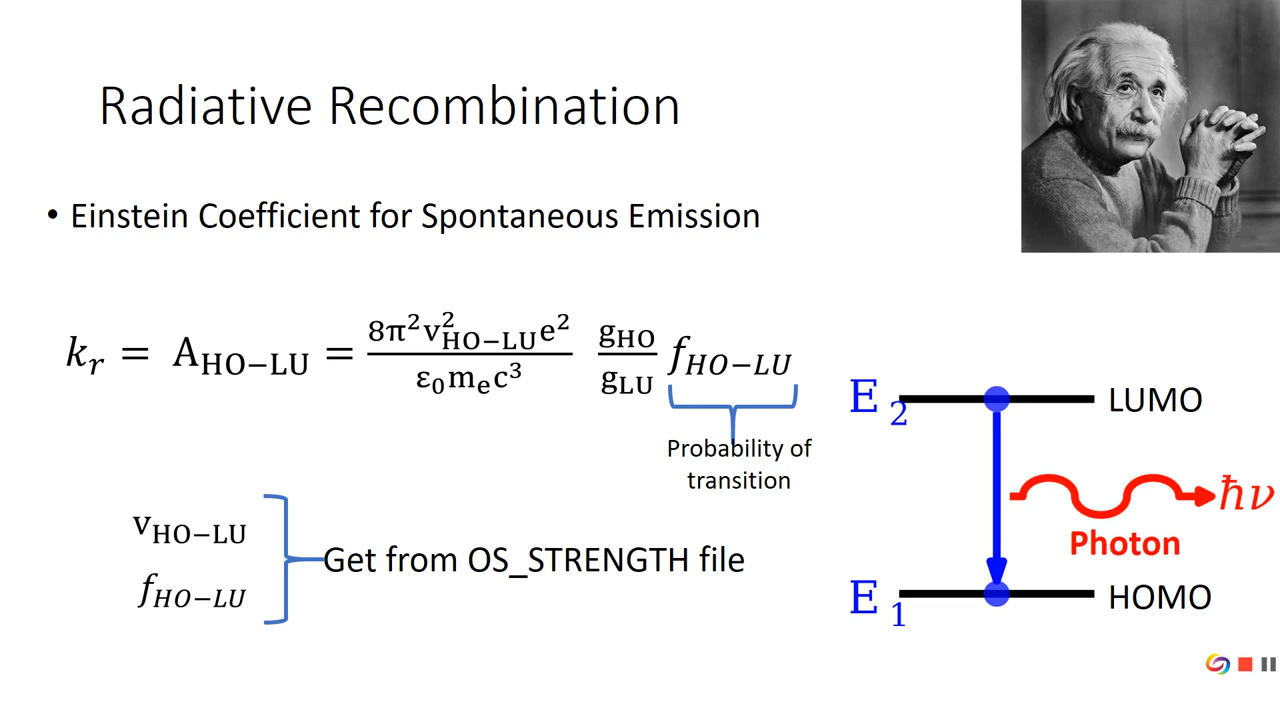 Radiative Recombination
• Einstein Coefficient for Spontaneous Emission
k_r = A_HO−LU = 8π²v²_HO−LU e² / ε₀m_e c³ g_HO / g_LU f_HO−LU
Probability of
transition
v_HO−LU
f_HO−LU
Get from OS_STRENGTH file
E 2
LUMO
ħν
Photon
E 1
HOMO